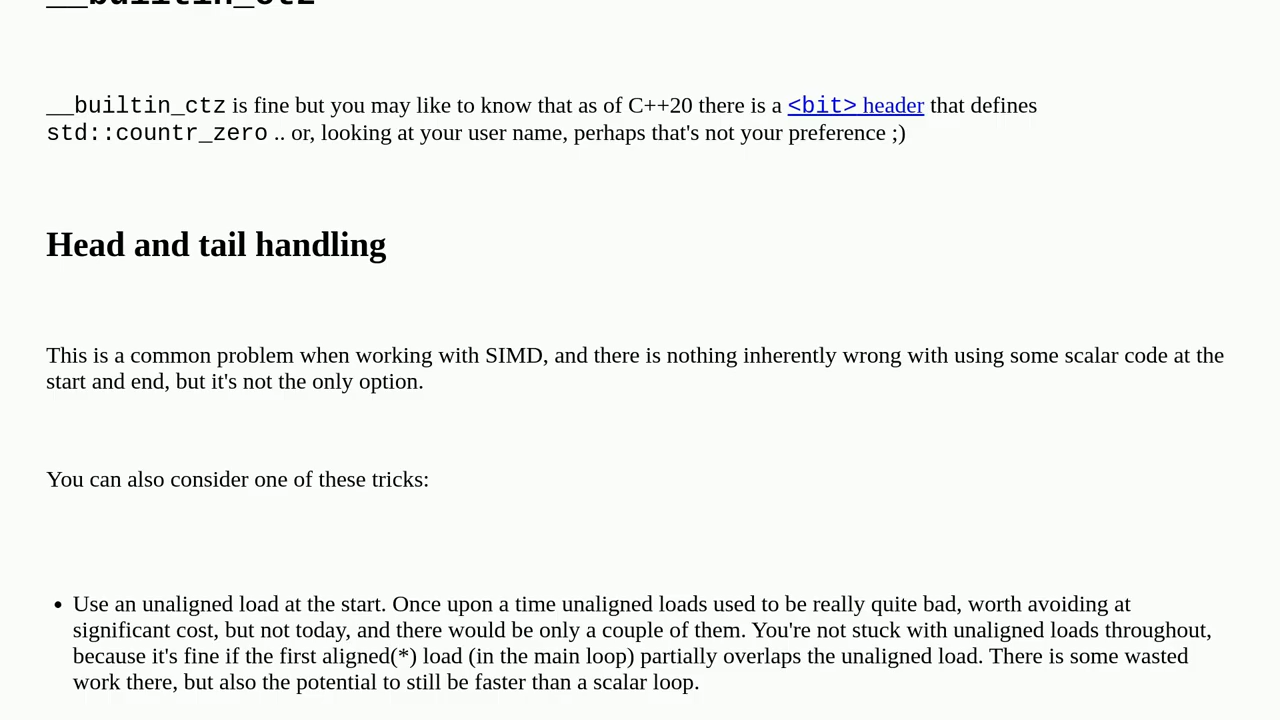 __builtin_ctz
__builtin_ctz is fine but you may like to know that as of C++20 there is a <bit> header that defines
std::countr_zero .. or, looking at your user name, perhaps that's not your preference ;)
Head and tail handling
This is a common problem when working with SIMD, and there is nothing inherently wrong with using some scalar code at the
start and end, but it's not the only option.
You can also consider one of these tricks:
• Use an unaligned load at the start. Once upon a time unaligned loads used to be really quite bad, worth avoiding at
significant cost, but not today, and there would be only a couple of them. You're not stuck with unaligned loads throughout,
because it's fine if the first aligned(*) load (in the main loop) partially overlaps the unaligned load. There is some wasted
work there, but also the potential to still be faster than a scalar loop.